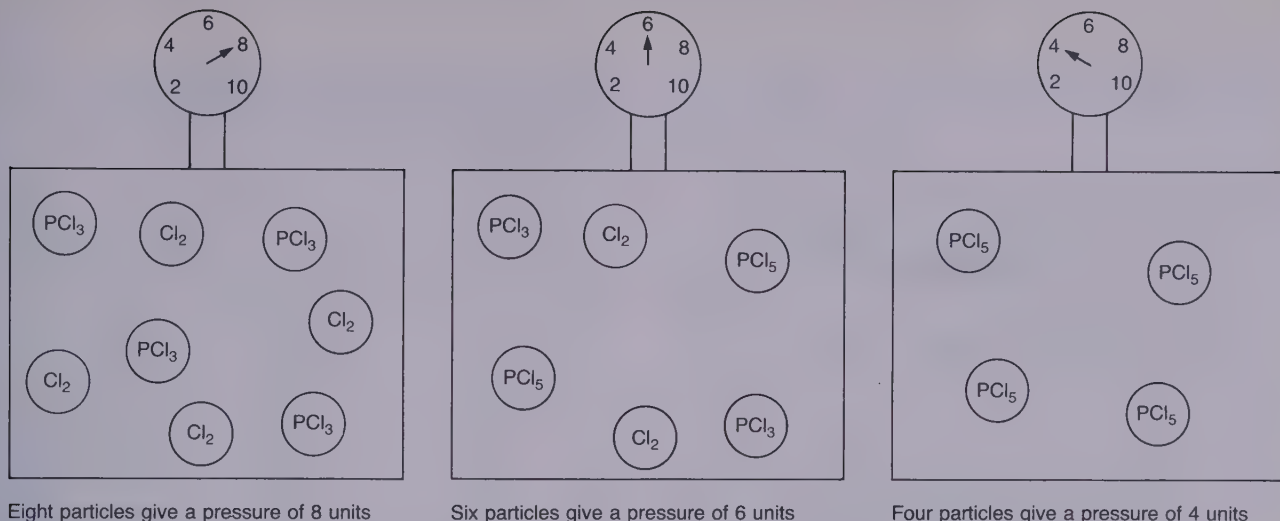 6
4 8
2 10
6
4 8
2 10
6
4 8
2 10
PCl₃ Cl₂ PCl₃
Cl₂
PCl₃
Cl₂
Cl₂ PCl₃
PCl₃ Cl₂
PCl₅
PCl₅
Cl₂ PCl₃
PCl₅
PCl₅
PCl₅
PCl₅
Eight particles give a pressure of 8 units
Six particles give a pressure of 6 units
Four particles give a pressure of 4 units